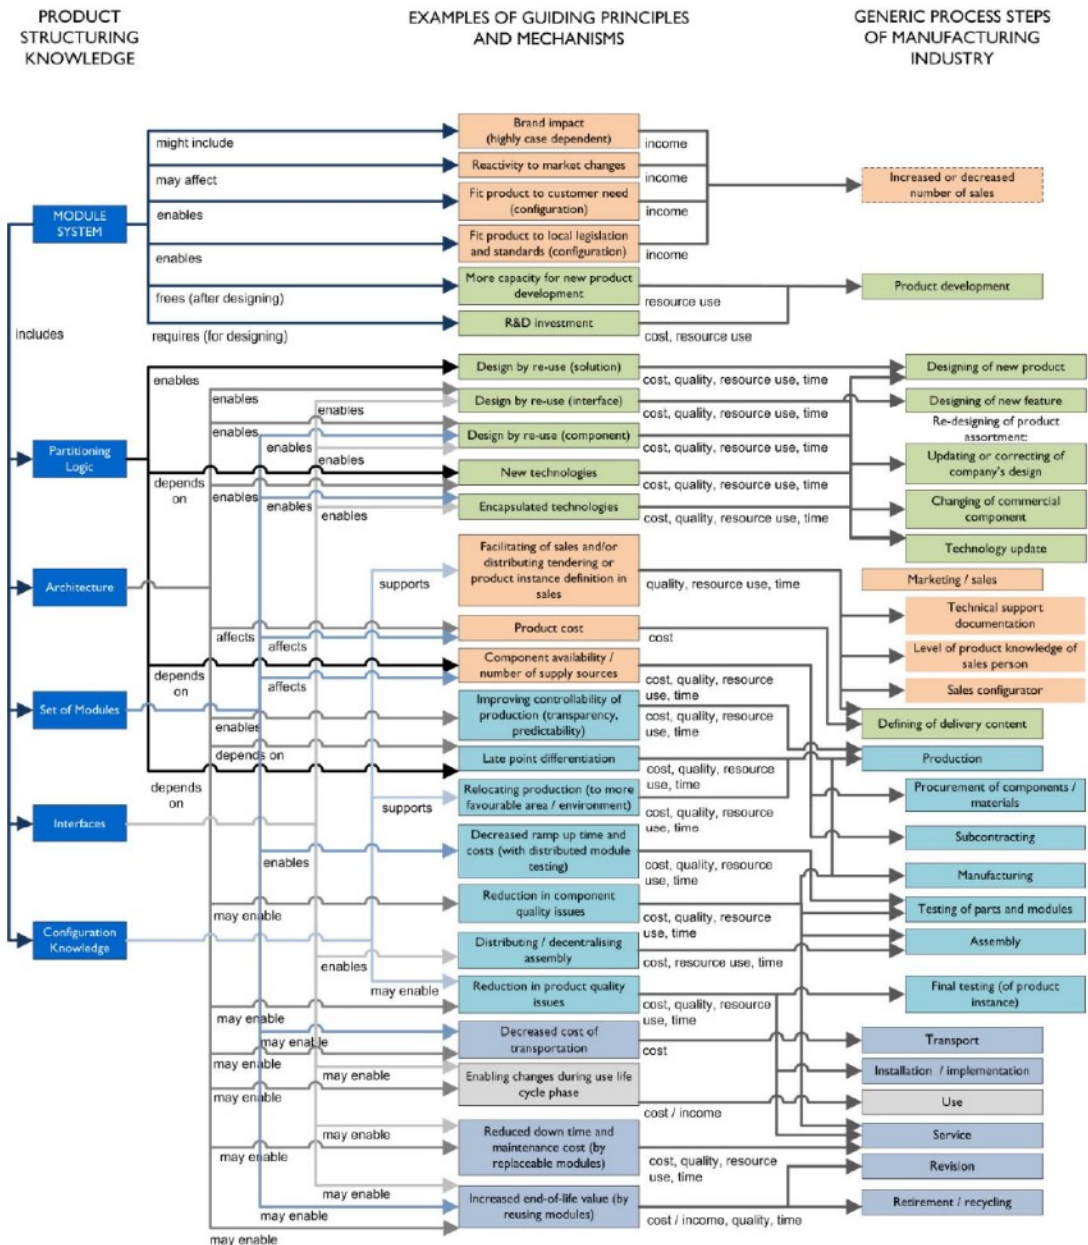 PRODUCT
STRUCTURING
KNOWLEDGE
EXAMPLES OF GUIDING PRINCIPLES
AND MECHANISMS
GENERIC PROCESS STEPS
OF MANUFACTURING
INDUSTRY
MODULE
SYSTEM
includes
Partitioning
Logic
Architecture
Set of Modules
Interfaces
Configuration
Knowledge
might include
may affect
enables
enables
frees (after designing)
requires (for designing)
enables
enables
enables
enables
enables
enables
depends
on
enables
enables
enables
supports
affects
affects
depends
on
affects
enables
depends on
depends
on
supports
enables
may enable
enables
may enable
may enable
may enable
may enable
may enable
may enable
may enable
may enable
may enable
may enable
may enable
Brand impact
(highly case dependent)
income
Reactivity to market changes
income
Fit product to customer need
(configuration)
income
Fit product to local legislation
and standards (configuration)
income
More capacity for new product
development
resource use
R&D investment
cost, resource use
Design by re-use (solution)
cost, quality, resource use, time
Design by re-use (interface)
cost, quality, resource use, time
Design by re-use (component)
cost, quality, resource use, time
New technologies
cost, quality, resource use, time
Encapsulated technologies
cost, quality, resource use, time
Facilitating of sales and/or
distributing tendering or
product instance definition in
sales
quality, resource use, time
Product cost
cost
Component availability /
number of supply sources
cost, quality, resource
use, time
Improving controllability of
production (transparency,
predictability)
cost, quality, resource
use, time
Late point differentiation
cost, quality, resource
use, time
Relocating production (to more
favourable area / environment)
cost, quality, resource
use, time
Decreased ramp up time and
costs (with distributed module
testing)
cost, quality, resource
use, time
Reduction in component
quality issues
cost, quality, resource
use, time
Distributing / decentralising
assembly
cost, resource use, time
Reduction in product quality
issues
cost, quality, resource
use, time
Decreased cost of
transportation
cost
Enabling changes during use life
cycle phase
cost / income
Reduced down time and
maintenance cost (by
replaceable modules)
cost, quality, resource
use, time
Increased end-of-life value (by
reusing modules)
cost / income, quality, time
Increased or decreased
number of sales
Product development
Designing of new product
Designing of new feature
Re-designing of product
assortment:
Updating or correcting of
company's design
Changing of commercial
component
Technology update
Marketing / sales
Technical support
documentation
Level of product knowledge of
sales person
Sales configurator
Defining of delivery content
Production
Procurement of components /
materials
Subcontracting
Manufacturing
Testing of parts and modules
Assembly
Final testing (of product
instance)
Transport
Installation / implementation
Use
Service
Revision
Retirement / recycling